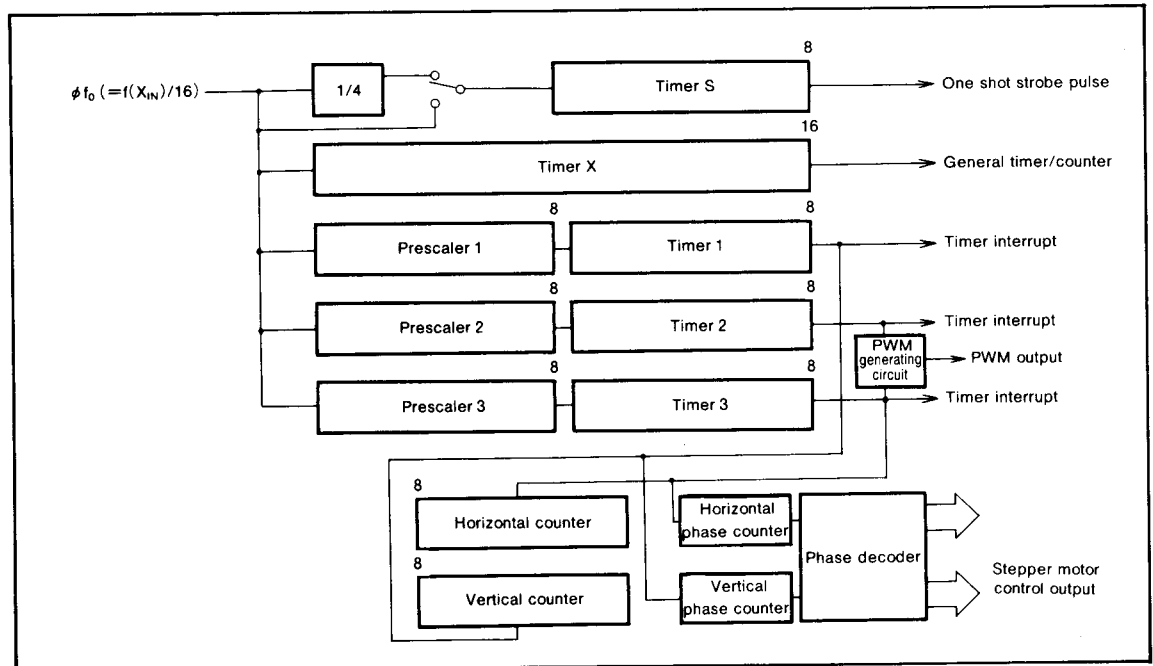 8
φf₀ (=f(X_IN)/16)
1/4
Timer S
One shot strobe pulse
16
Timer X
General timer/counter
8
8
Prescaler 1
Timer 1
Timer interrupt
8
8
Prescaler 2
Timer 2
Timer interrupt
PWM
generating
circuit
PWM output
8
8
Prescaler 3
Timer 3
Timer interrupt
8
Horizontal counter
Horizontal
phase counter
Phase decoder
8
Vertical counter
Vertical
phase counter
Stepper motor
control output